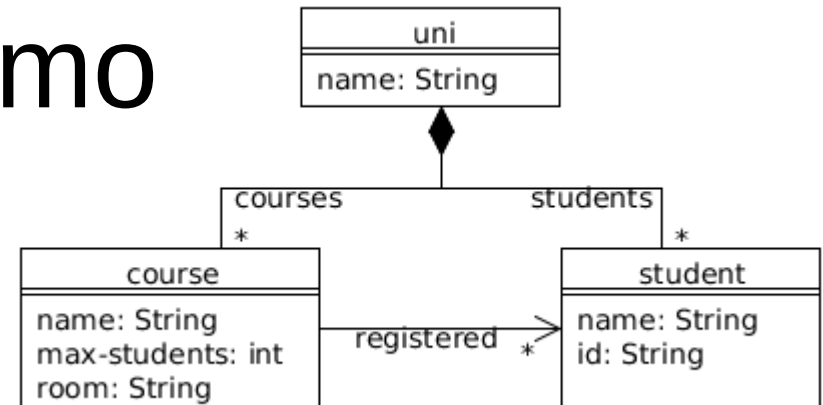 mo
uni
name: String
courses
students
*
*
course
name: String
max-students: int
room: String
registered
*
student
name: String
id: String